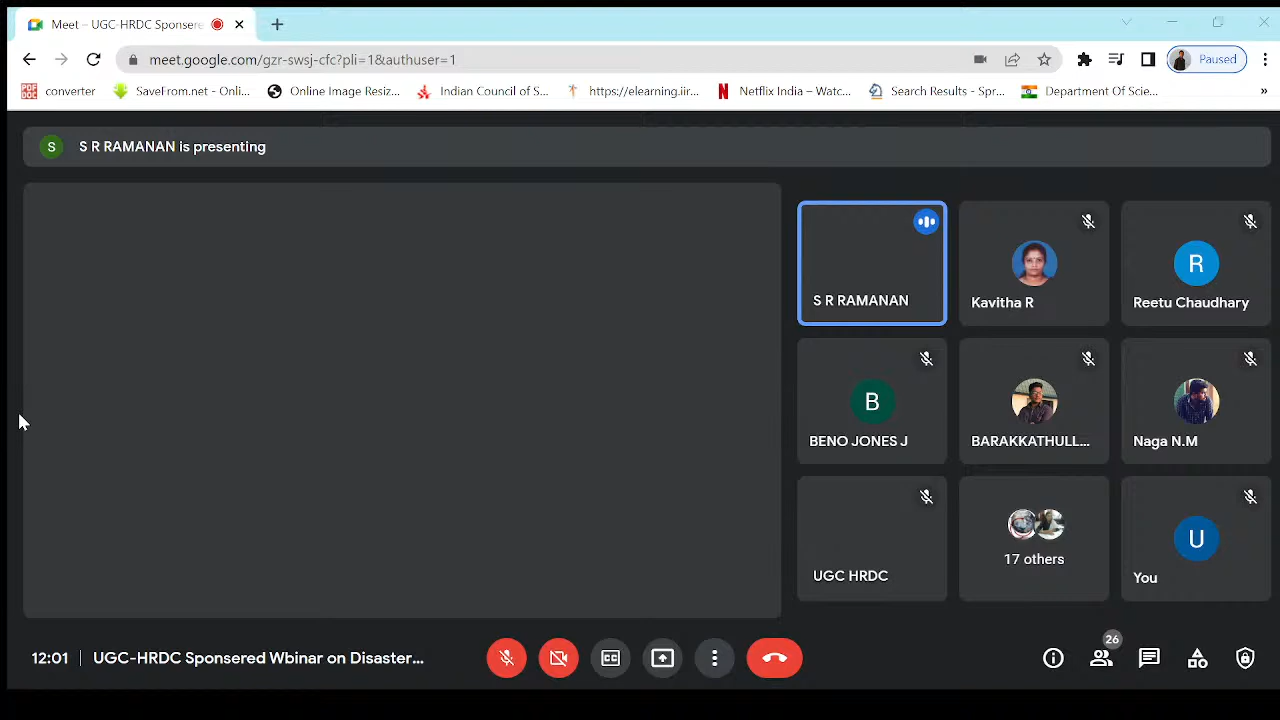 Meet – UGC-HRDC Sponsere
meet.google.com/gzr-swsj-cfc?pli=1&authuser=1
Paused
PDF DOC converter
SaveFrom.net - Onli...
Online Image Resiz...
Indian Council of S...
https://elearning.iir...
Netflix India – Watc...
Search Results - Spr...
Department Of Scie...
»
S S R RAMANAN is presenting
S R RAMANAN
Kavitha R
R
Reetu Chaudhary
B
BENO JONES J
BARAKKATHULL...
Naga N.M
UGC HRDC
17 others
U
You
12:01 | UGC-HRDC Sponsered Wbinar on Disaster...
26